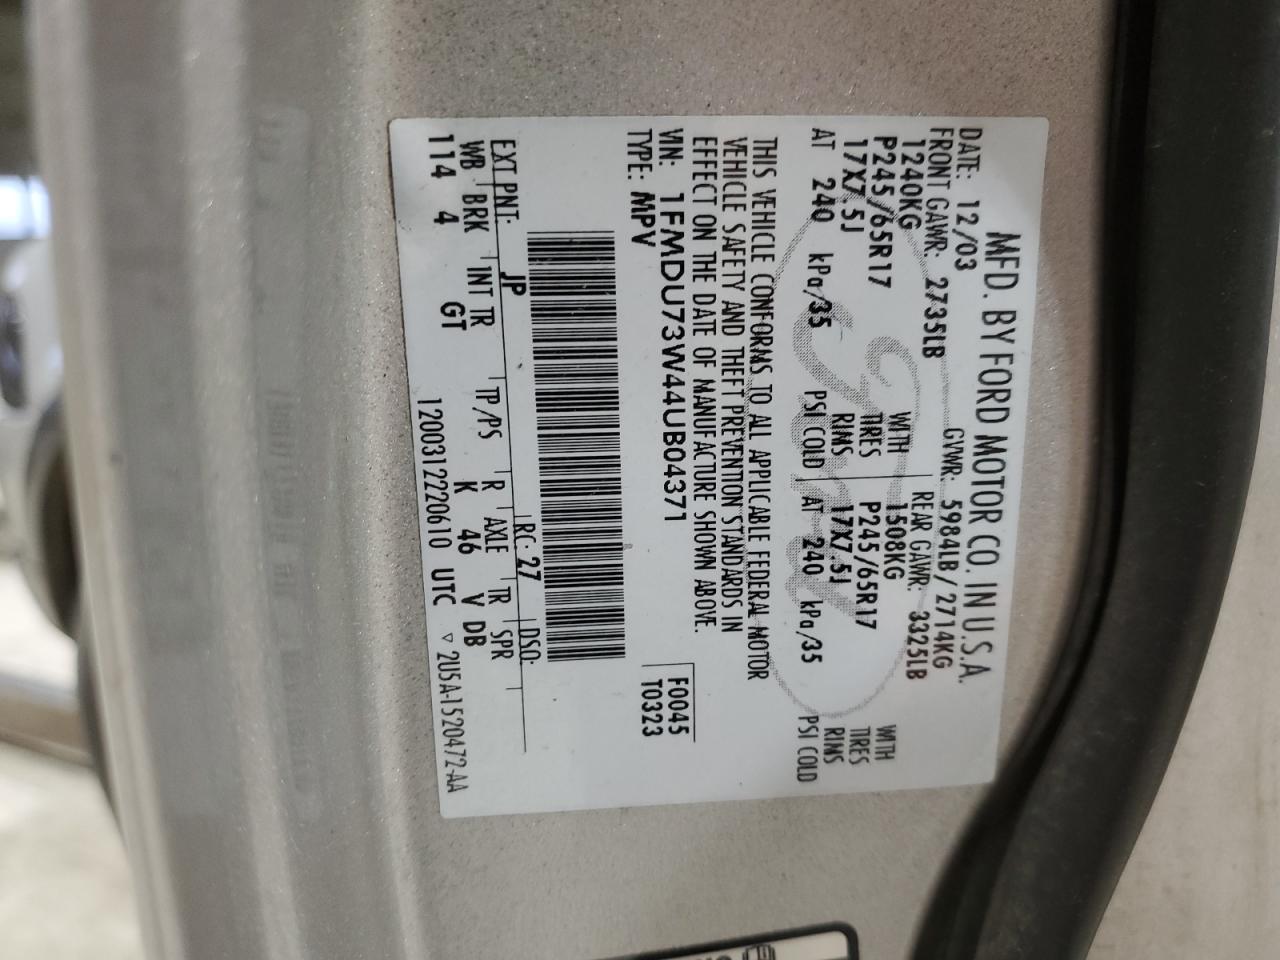 MFD. BY FORD MOTOR CO. IN U.S.A.
DATE: 12/03 GVWR: 5984LB/2714KG
FRONT GAWR: 2735LB REAR GAWR: 3325LB
1240KG WITH 1508KG WITH
P245/65R17 TIRES P245/65R17 TIRES
17X7.5J RIMS 17X7.5J RIMS
AT 240 kPa/35 PSI COLD AT 240 kPa/35 PSI COLD
THIS VEHICLE CONFORMS TO ALL APPLICABLE FEDERAL MOTOR
VEHICLE SAFETY AND THEFT PREVENTION STANDARDS IN
EFFECT ON THE DATE OF MANUFACTURE SHOWN ABOVE.
VIN: 1FMDU73W44UB04371
TYPE: MPV
F0045
T0323
EXT PNT: JP RC: 27 DSO:
WB BRK INT TR TP/PS R AXLE TR SPR
114 4 GT K 46 V DB
1200312220610 UTC ▽ 2U5A-1520472-AA